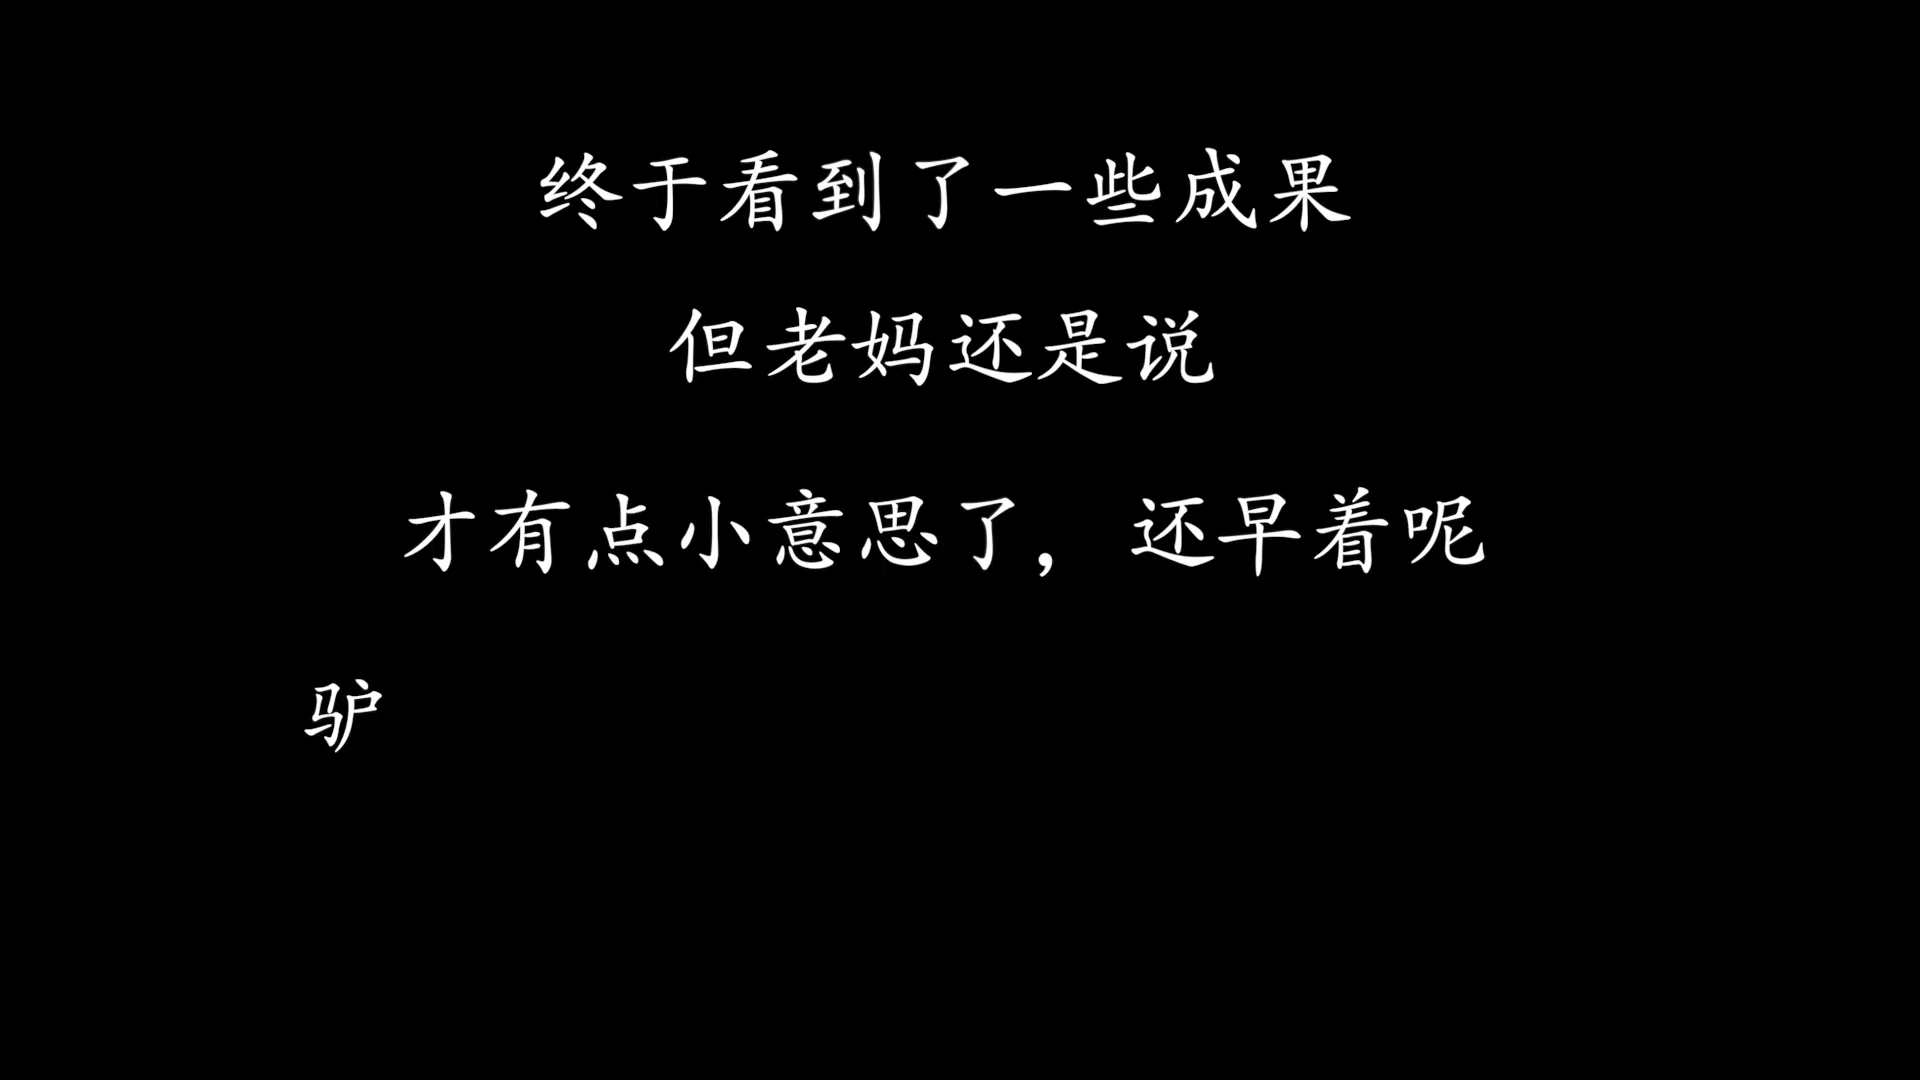 终于看到了一些成果
但老妈还是说
才有点小意思了，还早着呢
驴